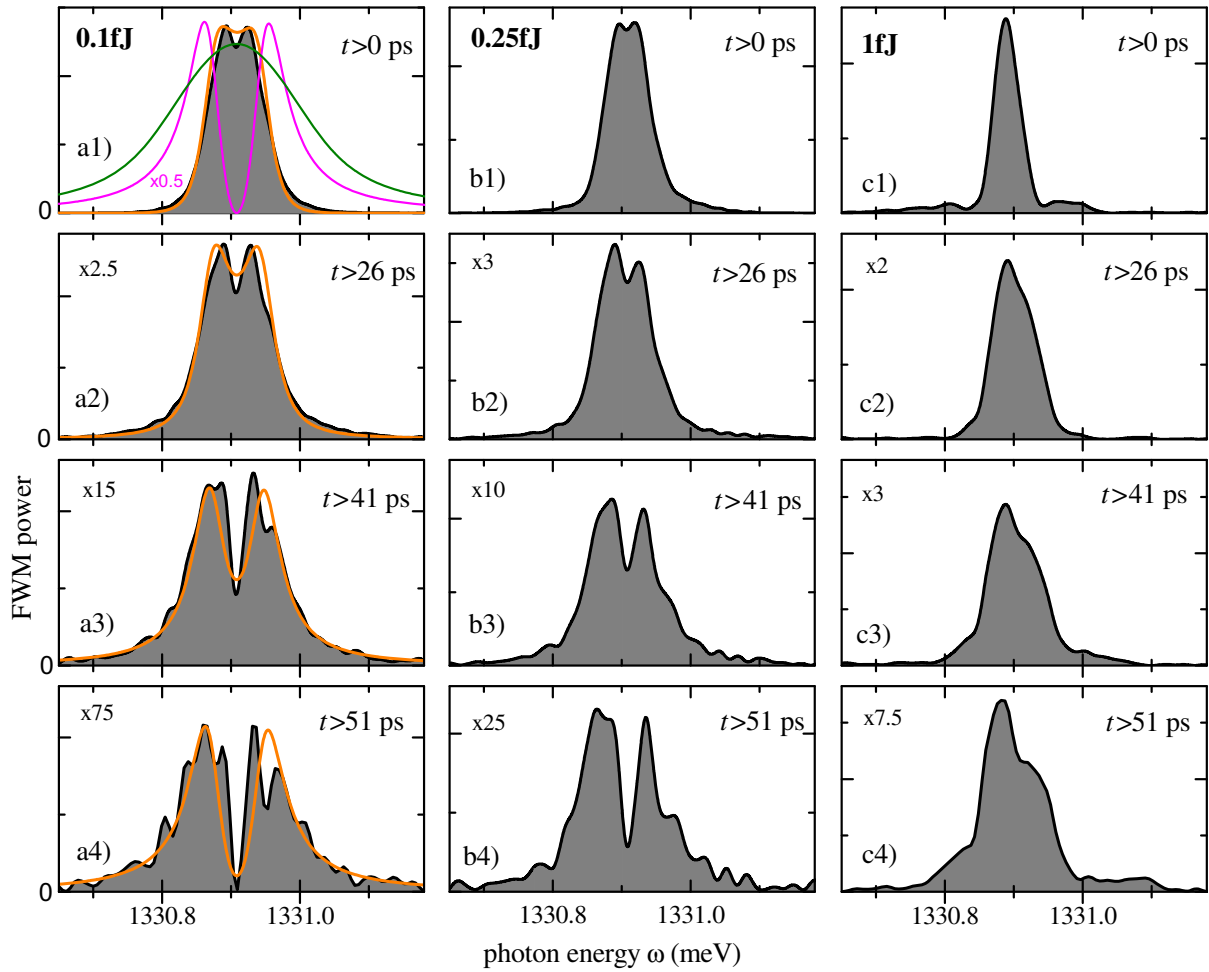 0.1fJ
t>0 ps
a1)
x0.5
0
0.25fJ
t>0 ps
b1)
1fJ
t>0 ps
c1)
x2.5
t>26 ps
a2)
0
x3
t>26 ps
b2)
x2
t>26 ps
c2)
x15
t>41 ps
a3)
0
x10
t>41 ps
b3)
x3
t>41 ps
c3)
x75
t>51 ps
a4)
0
x25
t>51 ps
b4)
x7.5
t>51 ps
c4)
FWM power
1330.8
1331.0
1330.8
1331.0
1330.8
1331.0
photon energy ω (meV)